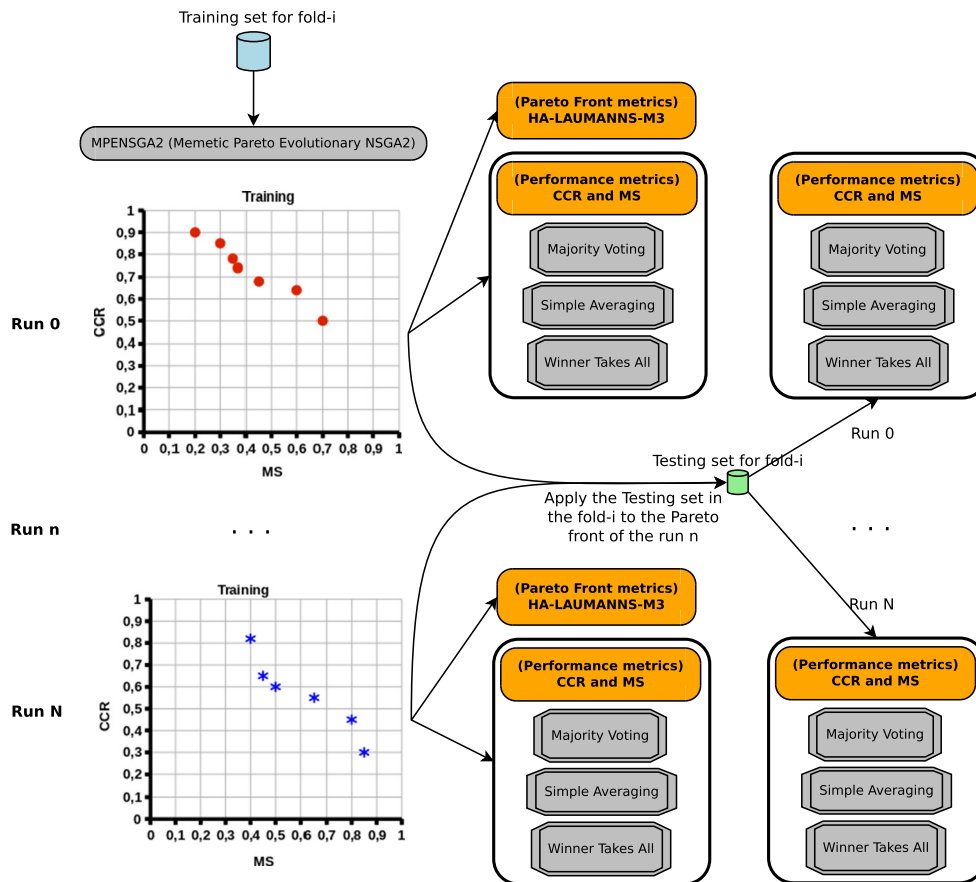 Training set for fold-i
MPENSGA2 (Memetic Pareto Evolutionary NSGA2)
(Pareto Front metrics)
HA-LAUMANNS-M3
(Performance metrics)
CCR and MS
Majority Voting
Simple Averaging
Winner Takes All
(Performance metrics)
CCR and MS
Majority Voting
Simple Averaging
Winner Takes All
Run 0
Training
1
0,9
0,8
0,7
0,6
0,5
0,4
0,3
0,2
0,1
0
CCR
0 0,1 0,2 0,3 0,4 0,5 0,6 0,7 0,8 0,9 1
MS
Run 0
Testing set for fold-i
Apply the Testing set in
the fold-i to the Pareto
front of the run n
Run n
. . .
. . .
Run N
Run N
Training
1
0,9
0,8
0,7
0,6
0,5
0,4
0,3
0,2
0,1
0
CCR
0 0,1 0,2 0,3 0,4 0,5 0,6 0,7 0,8 0,9 1
MS
(Pareto Front metrics)
HA-LAUMANNS-M3
(Performance metrics)
CCR and MS
Majority Voting
Simple Averaging
Winner Takes All
(Performance metrics)
CCR and MS
Majority Voting
Simple Averaging
Winner Takes All